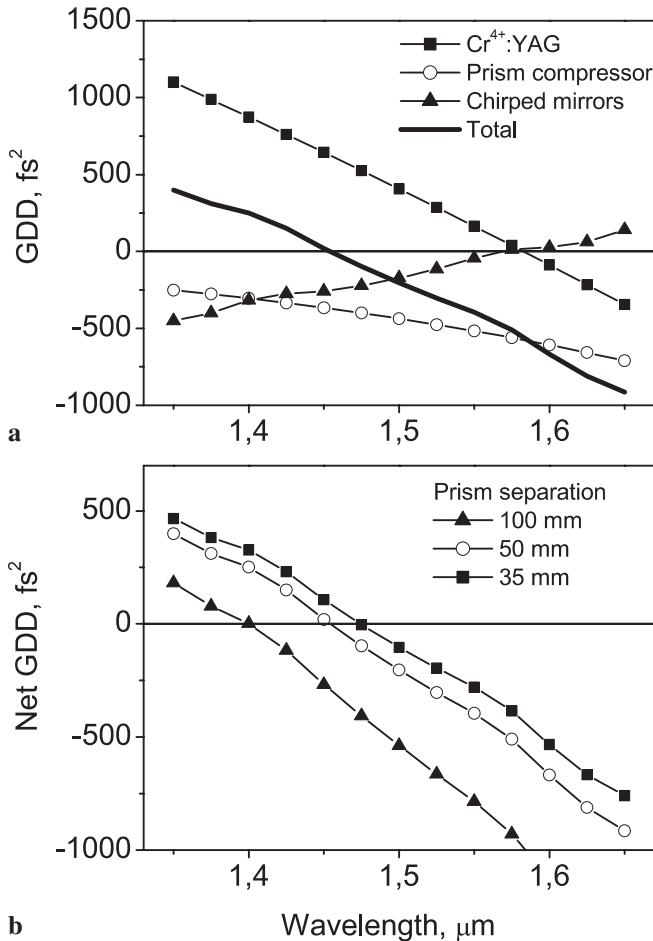 1500
1000
500
0
-500
-1000
GDD, fs²
Cr⁴⁺:YAG
Prism compressor
Chirped mirrors
Total
1,4
1,5
1,6
a
500
0
-500
-1000
Net GDD, fs²
Prism separation
100 mm
50 mm
35 mm
1,4
1,5
1,6
b
Wavelength, μm